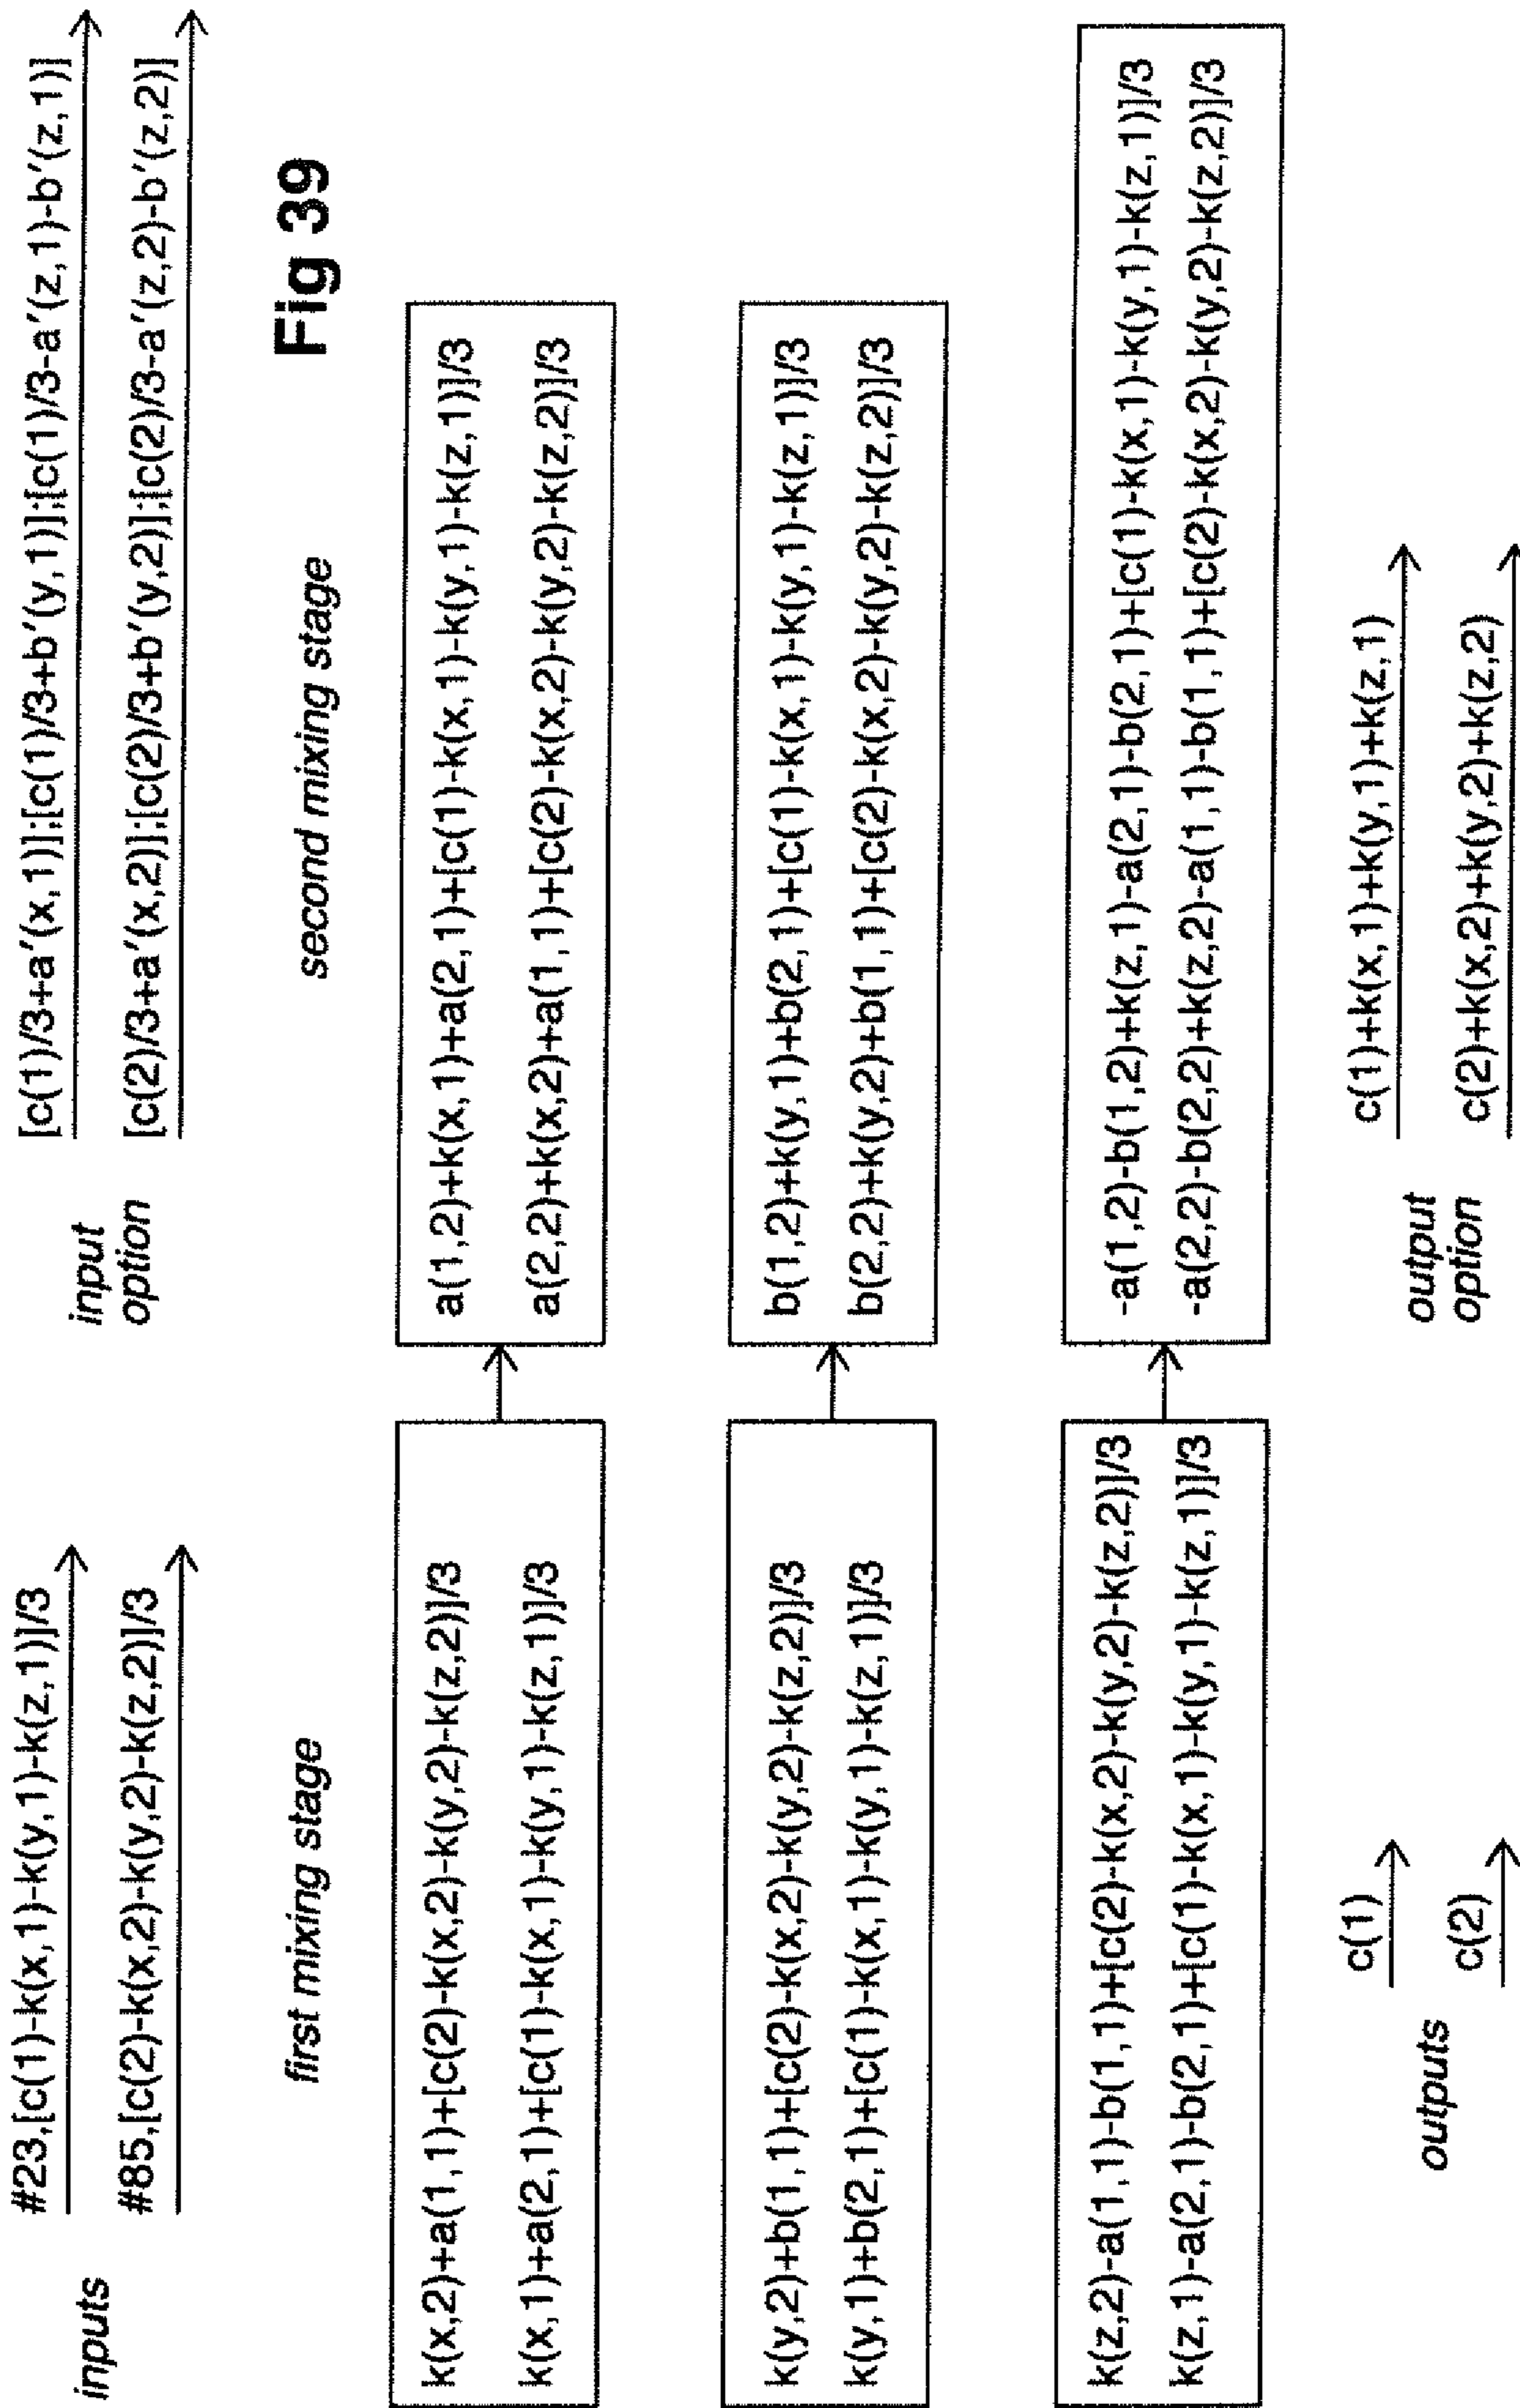 inputs
#23,[c(1)-k(x,1)-k(y,1)-k(z,1)]/3
#85,[c(2)-k(x,2)-k(y,2)-k(z,2)]/3
input
option
[c(1)/3+a′(x,1)];[c(1)/3+b′(y,1)];[c(1)/3-a′(z,1)-b′(z,1)]
[c(2)/3+a′(x,2)];[c(2)/3+b′(y,2)];[c(2)/3-a′(z,2)-b′(z,2)]
Fig 39
first mixing stage
second mixing stage
k(x,2)+a(1,1)+[c(2)-k(x,2)-k(y,2)-k(z,2)]/3
k(x,1)+a(2,1)+[c(1)-k(x,1)-k(y,1)-k(z,1)]/3
a(1,2)+k(x,1)+a(2,1)+[c(1)-k(x,1)-k(y,1)-k(z,1)]/3
a(2,2)+k(x,2)+a(1,1)+[c(2)-k(x,2)-k(y,2)-k(z,2)]/3
k(y,2)+b(1,1)+[c(2)-k(x,2)-k(y,2)-k(z,2)]/3
k(y,1)+b(2,1)+[c(1)-k(x,1)-k(y,1)-k(z,1)]/3
b(1,2)+k(y,1)+b(2,1)+[c(1)-k(x,1)-k(y,1)-k(z,1)]/3
b(2,2)+k(y,2)+b(1,1)+[c(2)-k(x,2)-k(y,2)-k(z,2)]/3
k(z,2)-a(1,1)-b(1,1)+[c(2)-k(x,2)-k(y,2)-k(z,2)]/3
k(z,1)-a(2,1)-b(2,1)+[c(1)-k(x,1)-k(y,1)-k(z,1)]/3
-a(1,2)-b(1,2)+k(z,1)-a(2,1)-b(2,1)+[c(1)-k(x,1)-k(y,1)-k(z,1)]/3
-a(2,2)-b(2,2)+k(z,2)-a(1,1)-b(1,1)+[c(2)-k(x,2)-k(y,2)-k(z,2)]/3
outputs
c(1)
c(2)
output
option
c(1)+k(x,1)+k(y,1)+k(z,1)
c(2)+k(x,2)+k(y,2)+k(z,2)